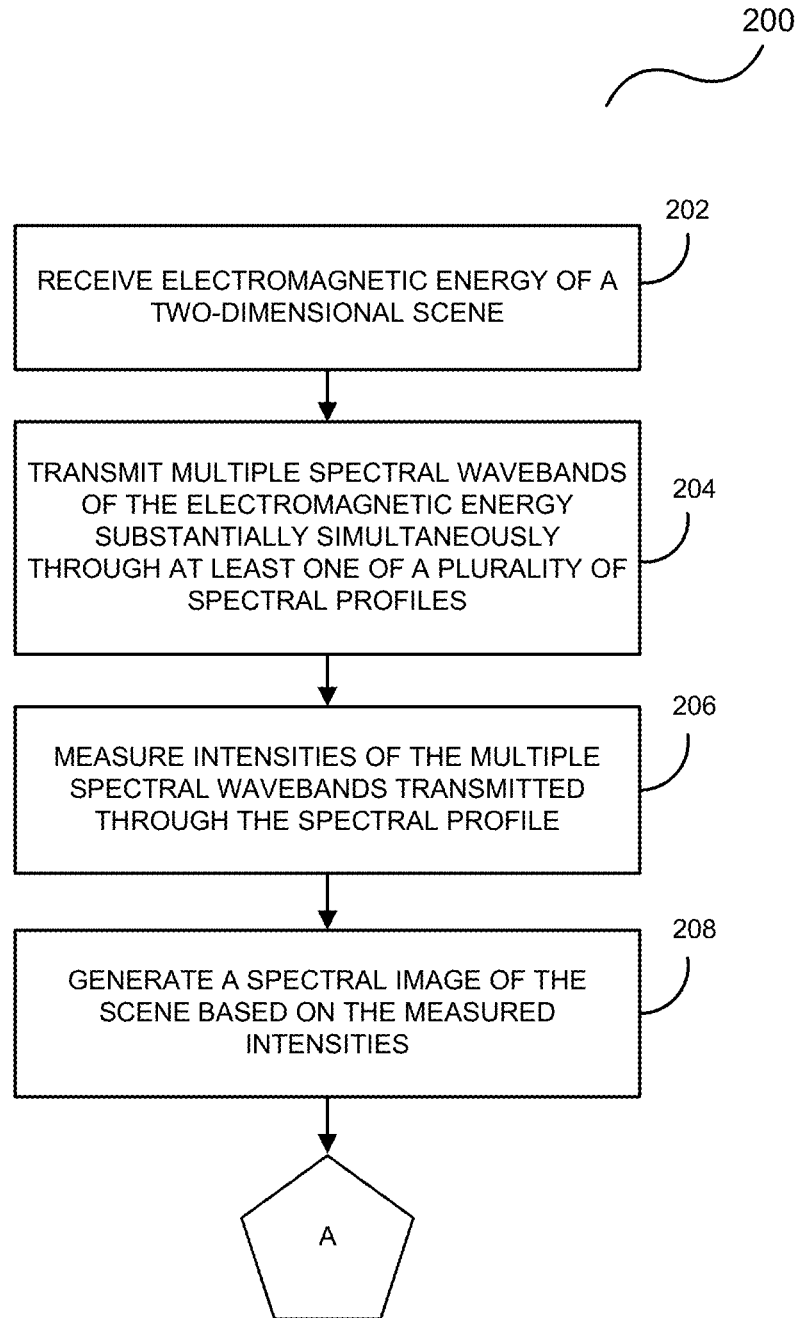 200
202
RECEIVE ELECTROMAGNETIC ENERGY OF A
TWO-DIMENSIONAL SCENE
TRANSMIT MULTIPLE SPECTRAL WAVEBANDS
OF THE ELECTROMAGNETIC ENERGY
SUBSTANTIALLY SIMULTANEOUSLY
THROUGH AT LEAST ONE OF A PLURALITY OF
SPECTRAL PROFILES
204
206
MEASURE INTENSITIES OF THE MULTIPLE
SPECTRAL WAVEBANDS TRANSMITTED
THROUGH THE SPECTRAL PROFILE
208
GENERATE A SPECTRAL IMAGE OF THE
SCENE BASED ON THE MEASURED
INTENSITIES
A